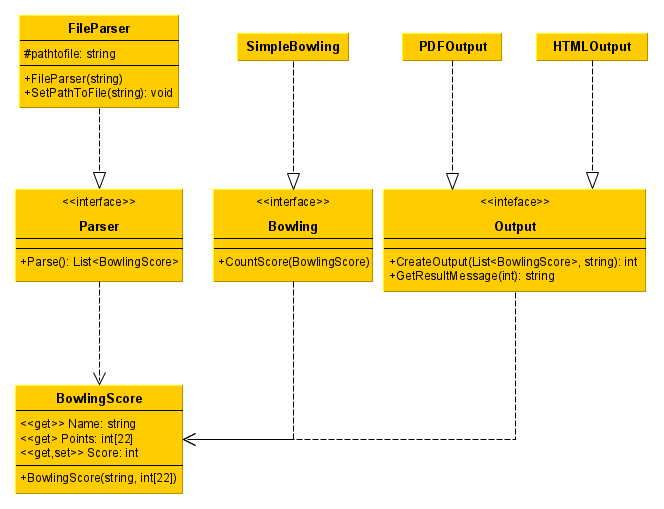 FileParser
#pathtofile: string
+FileParser(string)
+SetPathToFile(string): void
SimpleBowling
PDFOutput
HTMLOutput
<<interface>>
Parser
+Parse(): List<BowlingScore>
<<interface>>
Bowling
+CountScore(BowlingScore)
<<inteface>>
Output
+CreateOutput(List<BowlingScore>, string): int
+GetResultMessage(int): string
BowlingScore
<<get>> Name: string
<<get> Points: int[22]
<<get,set>> Score: int
+BowlingScore(string, int[22])